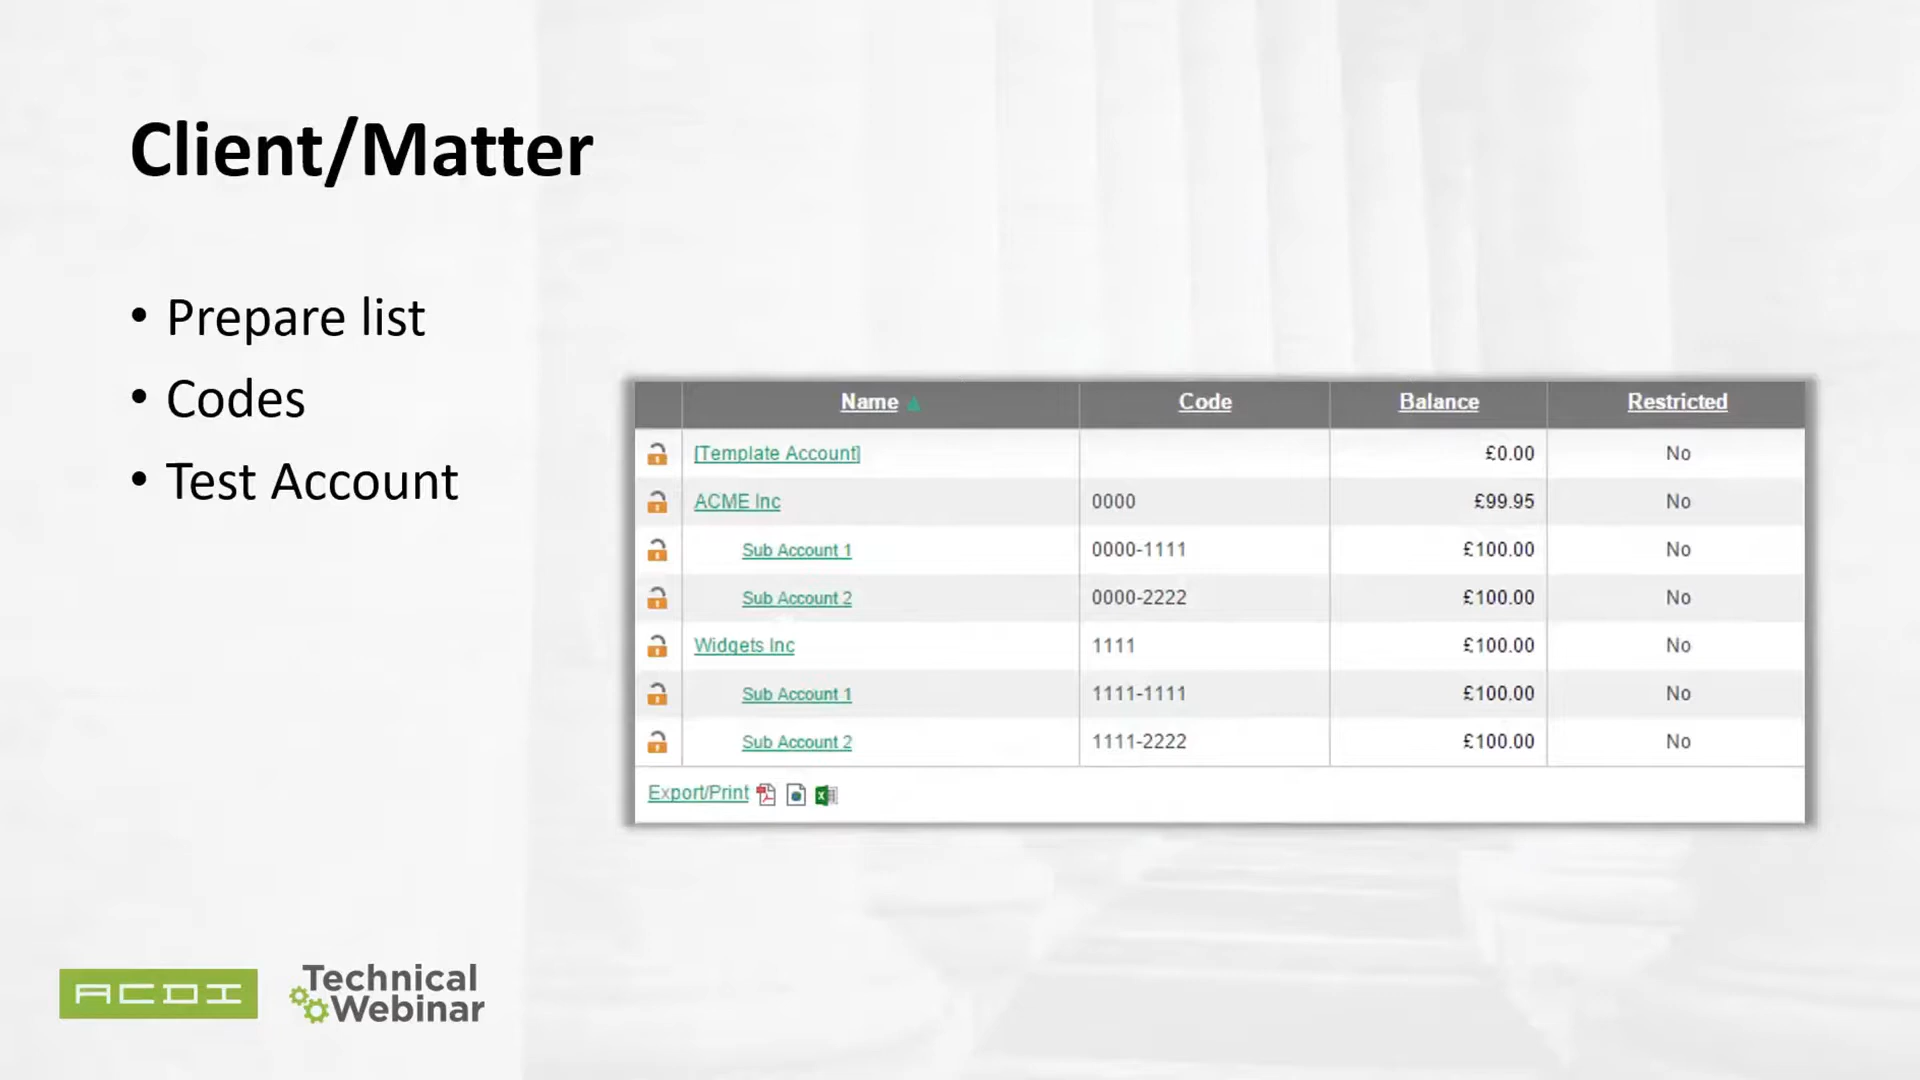 Client/Matter
• Prepare list
• Codes
• Test Account
Name Code Balance Restricted
[Template Account] £0.00 No
ACME Inc 0000 £99.95 No
Sub Account 1 0000-1111 £100.00 No
Sub Account 2 0000-2222 £100.00 No
Widgets Inc 1111 £100.00 No
Sub Account 1 1111-1111 £100.00 No
Sub Account 2 1111-2222 £100.00 No
Export/Print
ACDI
Technical
Webinar